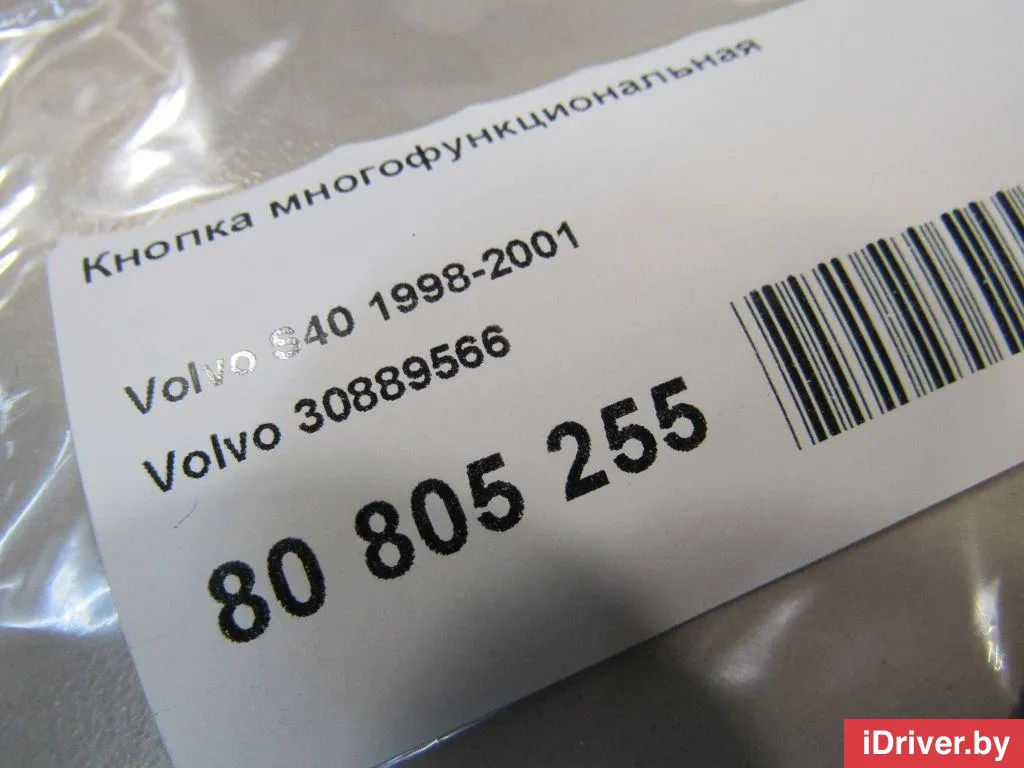 Кнопка многофункциональная
Volvo S40 1998-2001
Volvo 30889566
80 805 255
iDriver.by